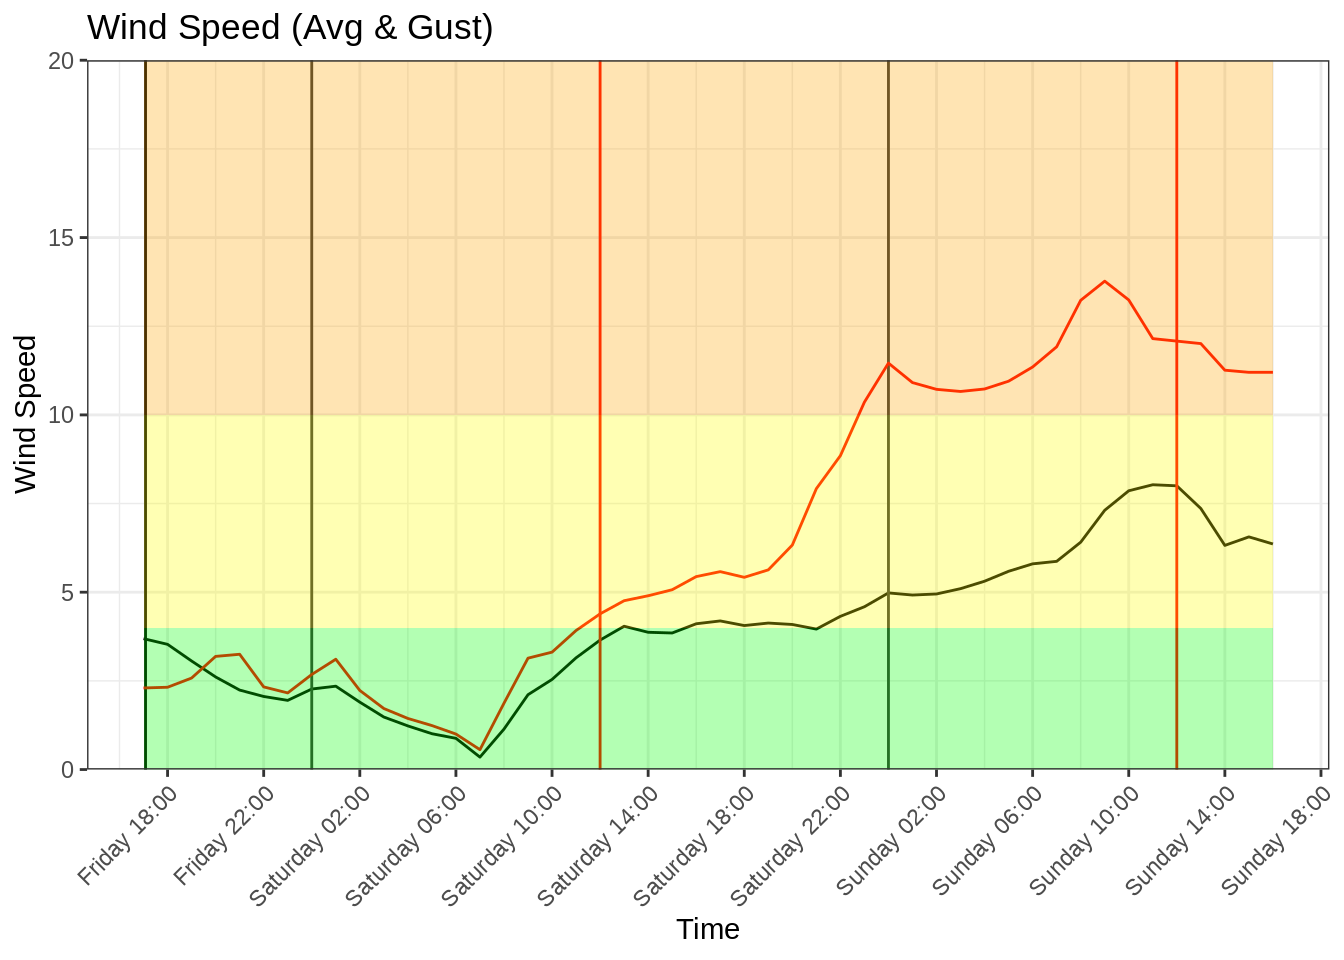 Wind Speed (Avg & Gust)
20
15
10
5
0
Wind Speed
Friday 18:00
Friday 22:00
Saturday 02:00
Saturday 06:00
Saturday 10:00
Saturday 14:00
Saturday 18:00
Saturday 22:00
Sunday 02:00
Sunday 06:00
Sunday 10:00
Sunday 14:00
Sunday 18:00
Time